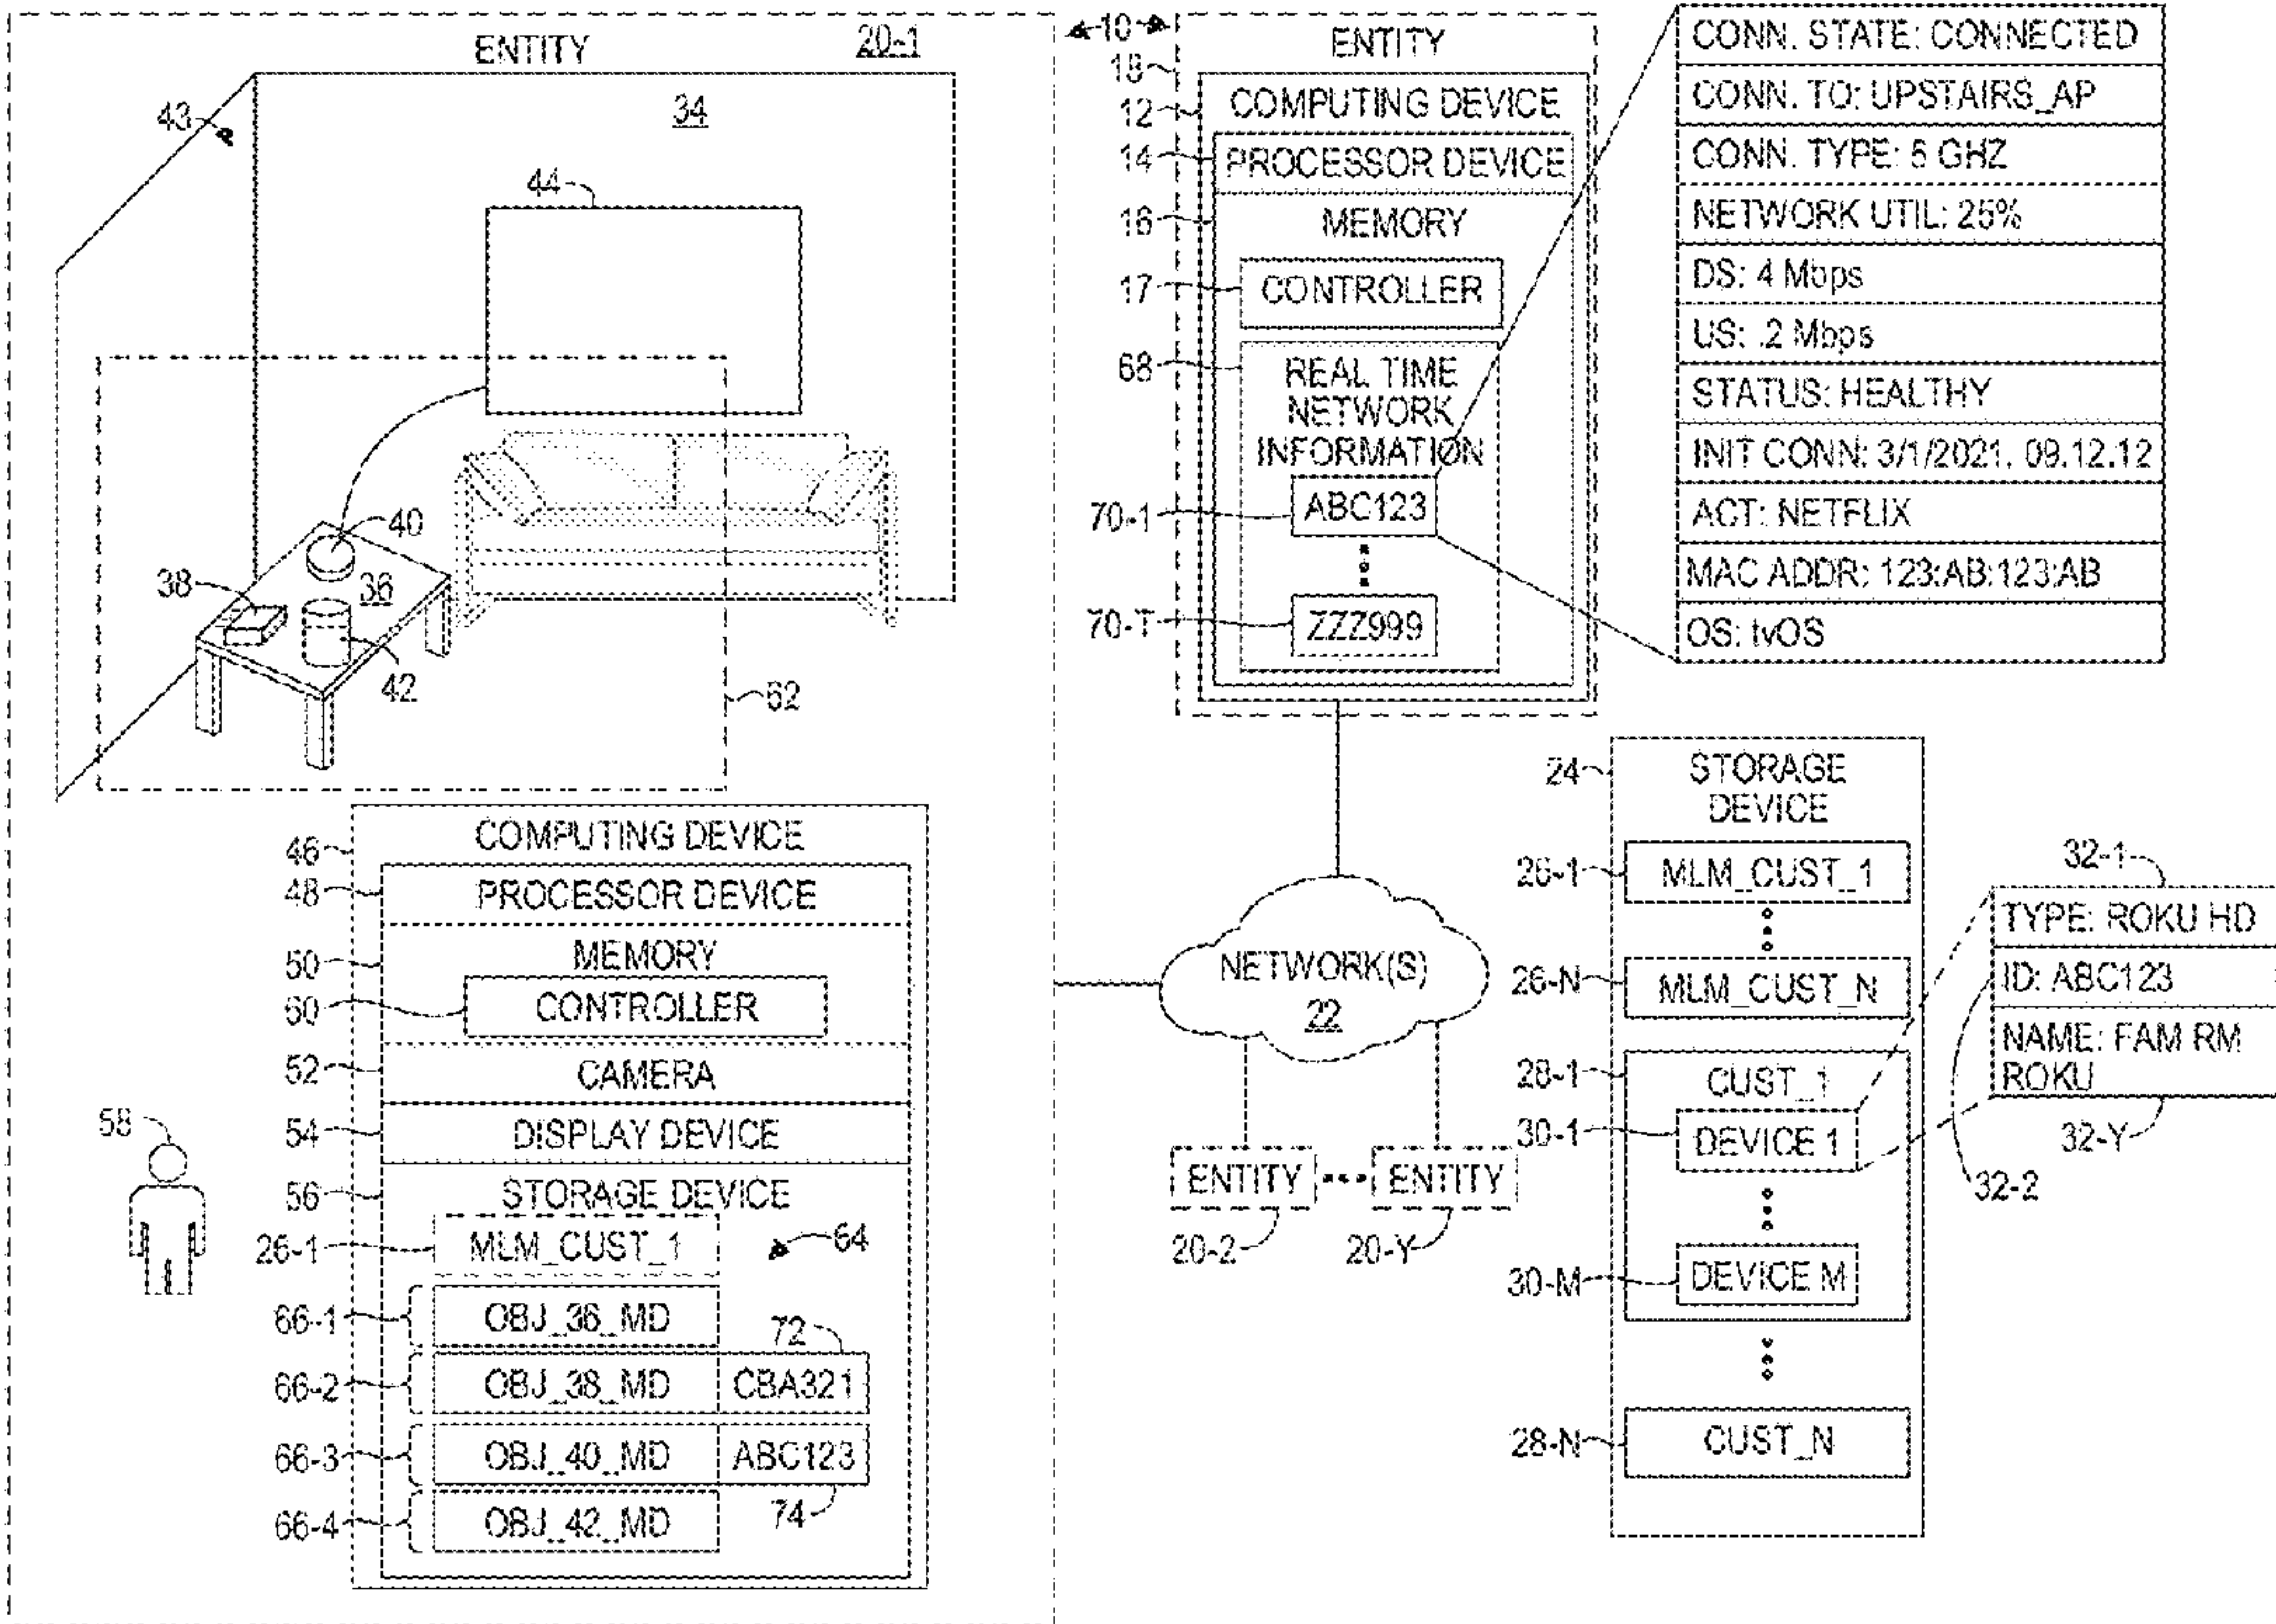 ENTITY
20-1
43
34
44
40
38
36
42
62
COMPUTING DEVICE
46
PROCESSOR DEVICE
48
MEMORY
50
CONTROLLER
60
CAMERA
52
DISPLAY DEVICE
54
STORAGE DEVICE
56
MLM_CUST_1
26-1
64
58
OBJ_36_MD
66-1
72
OBJ_38_MD
CBA321
66-2
OBJ_40_MD
ABC123
66-3
74
OBJ_42_MD
66-4
10
ENTITY
18
COMPUTING DEVICE
12
PROCESSOR DEVICE
14
MEMORY
16
CONTROLLER
17
REAL TIME
NETWORK
INFORMATION
68
ABC123
70-1
ZZZ999
70-T
CONN. STATE: CONNECTED
CONN. TO: UPSTAIRS_AP
CONN. TYPE: 5 GHZ
NETWORK UTIL: 25%
DS: 4 Mbps
US: .2 Mbps
STATUS: HEALTHY
INIT CONN: 3/1/2021, 09.12.12
ACT: NETFLIX
MAC ADDR: 123:AB:123:AB
OS: tvOS
NETWORK(S)
22
ENTITY
ENTITY
20-2
20-Y
24
STORAGE
DEVICE
26-1
MLM_CUST_1
26-N
MLM_CUST_N
28-1
CUST_1
30-1
DEVICE 1
30-M
DEVICE M
28-N
CUST_N
32-1
TYPE: ROKU HD
ID: ABC123
NAME: FAM RM
ROKU
32-Y
32-2